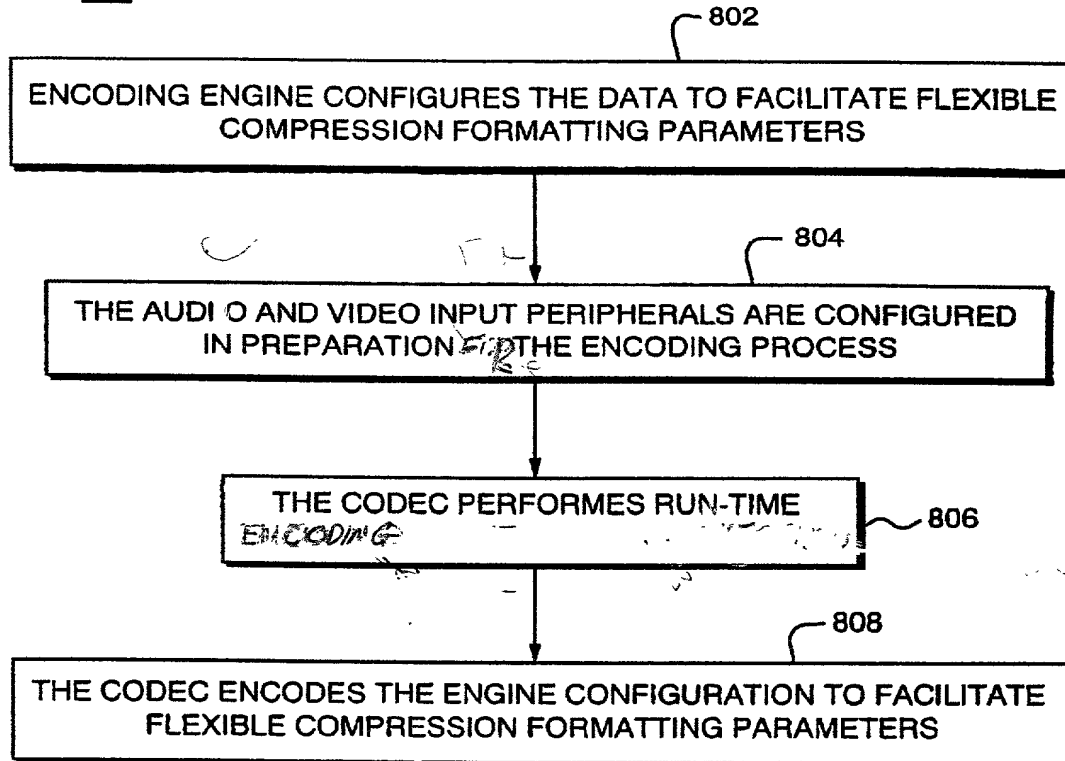 802
ENCODING ENGINE CONFIGURES THE DATA TO FACILITATE FLEXIBLE
COMPRESSION FORMATTING PARAMETERS
804
THE AUDIO AND VIDEO INPUT PERIPHERALS ARE CONFIGURED
IN PREPARATION FOR THE ENCODING PROCESS
THE CODEC PERFORMES RUN-TIME
806
ENCODING
808
THE CODEC ENCODES THE ENGINE CONFIGURATION TO FACILITATE
FLEXIBLE COMPRESSION FORMATTING PARAMETERS